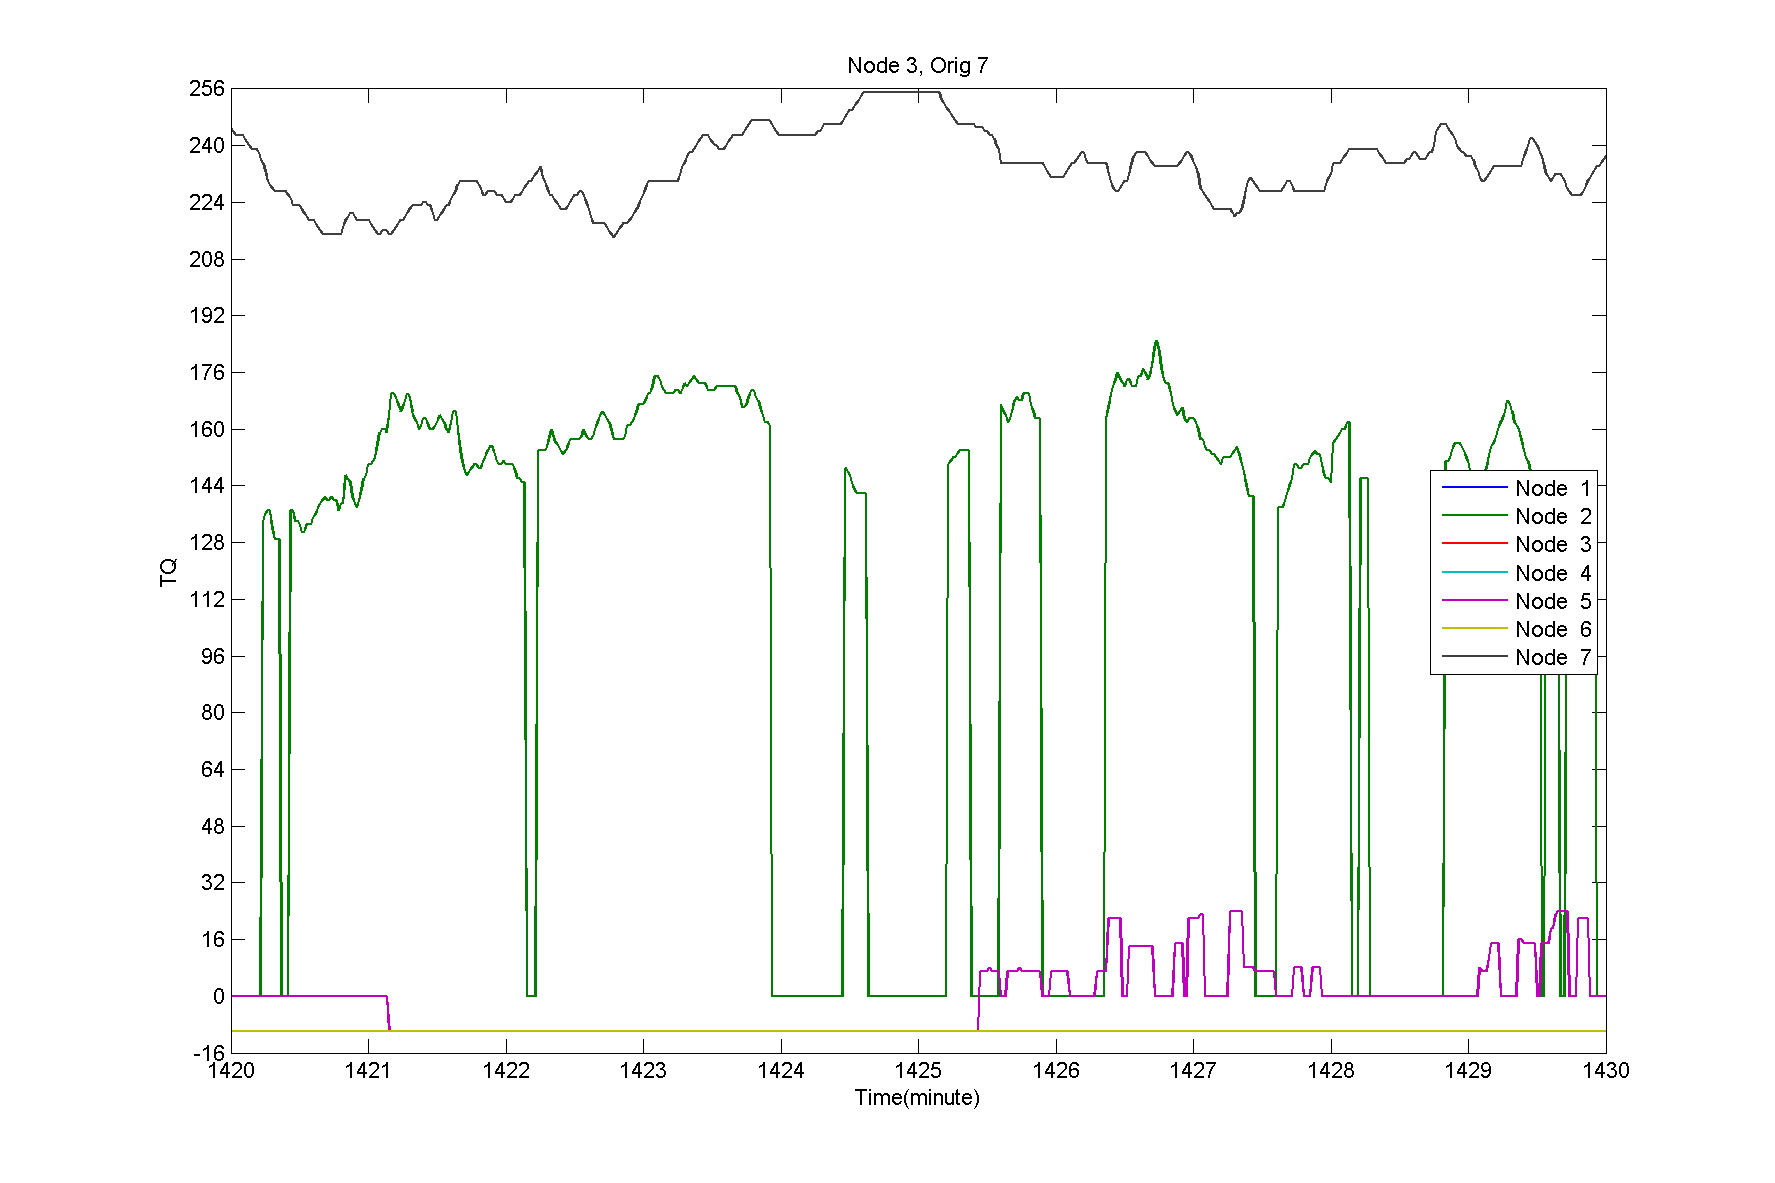 Node 3, Orig 7
256
240
224
208
192
176
160
144
128
112
96
80
64
48
32
16
0
-16
TQ
Node 1
Node 2
Node 3
Node 4
Node 5
Node 6
Node 7
1420 1421 1422 1423 1424 1425 1426 1427 1428 1429 1430
Time(minute)